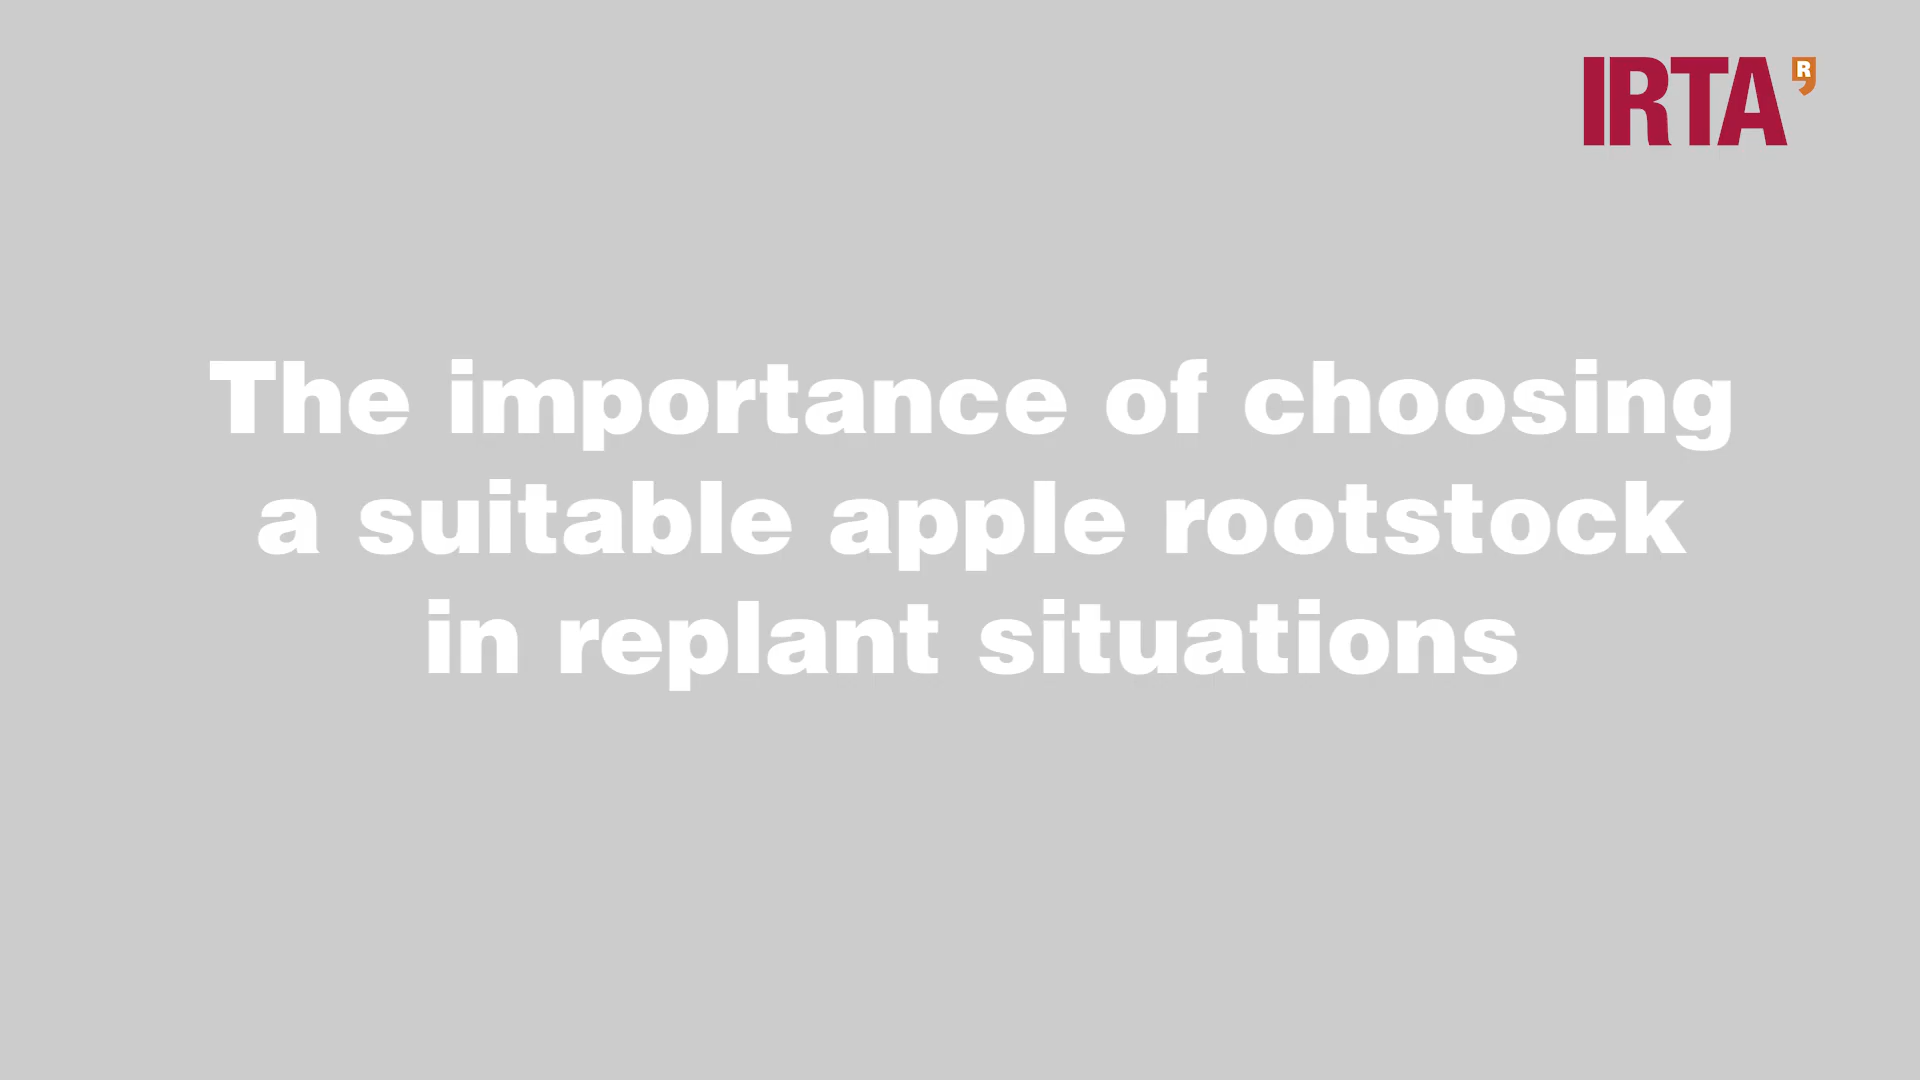 IRTA R
The importance of choosing
a suitable apple rootstock
in replant situations